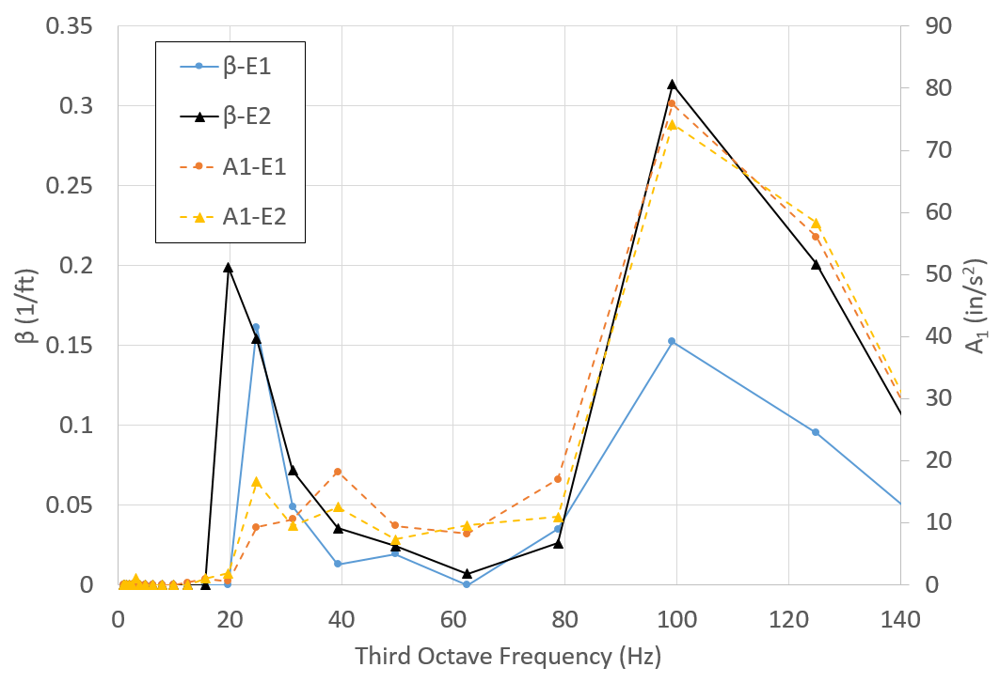 0.35
0.3
0.25
0.2
0.15
0.1
0.05
0
β (1/ft)
β-E1
β-E2
A1-E1
A1-E2
90
80
70
60
50
40
30
20
10
0
A₁ (in/s²)
0 20 40 60 80 100 120 140
Third Octave Frequency (Hz)